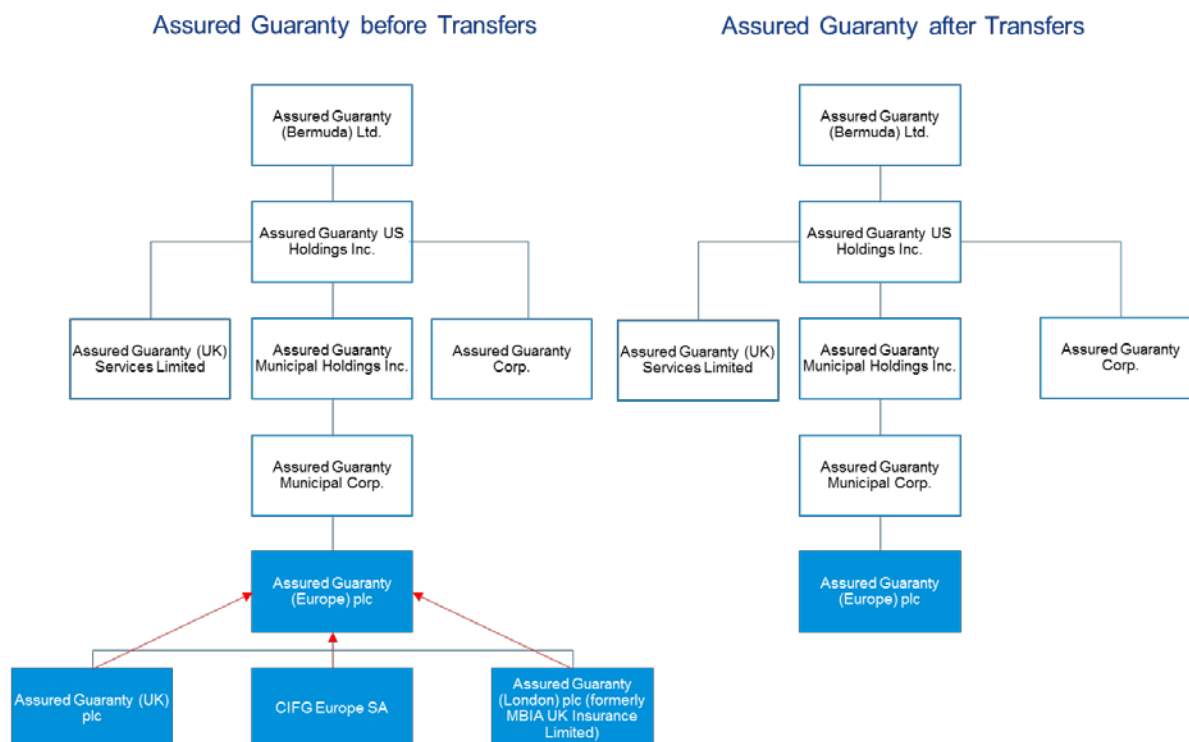 Assured Guaranty before Transfers
Assured Guaranty
(Bermuda) Ltd.
Assured Guaranty US
Holdings Inc.
Assured Guaranty (UK)
Services Limited
Assured Guaranty
Municipal Holdings Inc.
Assured Guaranty
Corp.
Assured Guaranty
Municipal Corp.
Assured Guaranty
(Europe) plc
Assured Guaranty (UK)
plc
CIFG Europe SA
Assured Guaranty
(London) plc (formerly
MBIA UK Insurance
Limited)
Assured Guaranty after Transfers
Assured Guaranty
(Bermuda) Ltd.
Assured Guaranty US
Holdings Inc.
Assured Guaranty (UK)
Services Limited
Assured Guaranty
Municipal Holdings Inc.
Assured Guaranty
Corp.
Assured Guaranty
Municipal Corp.
Assured Guaranty
(Europe) plc